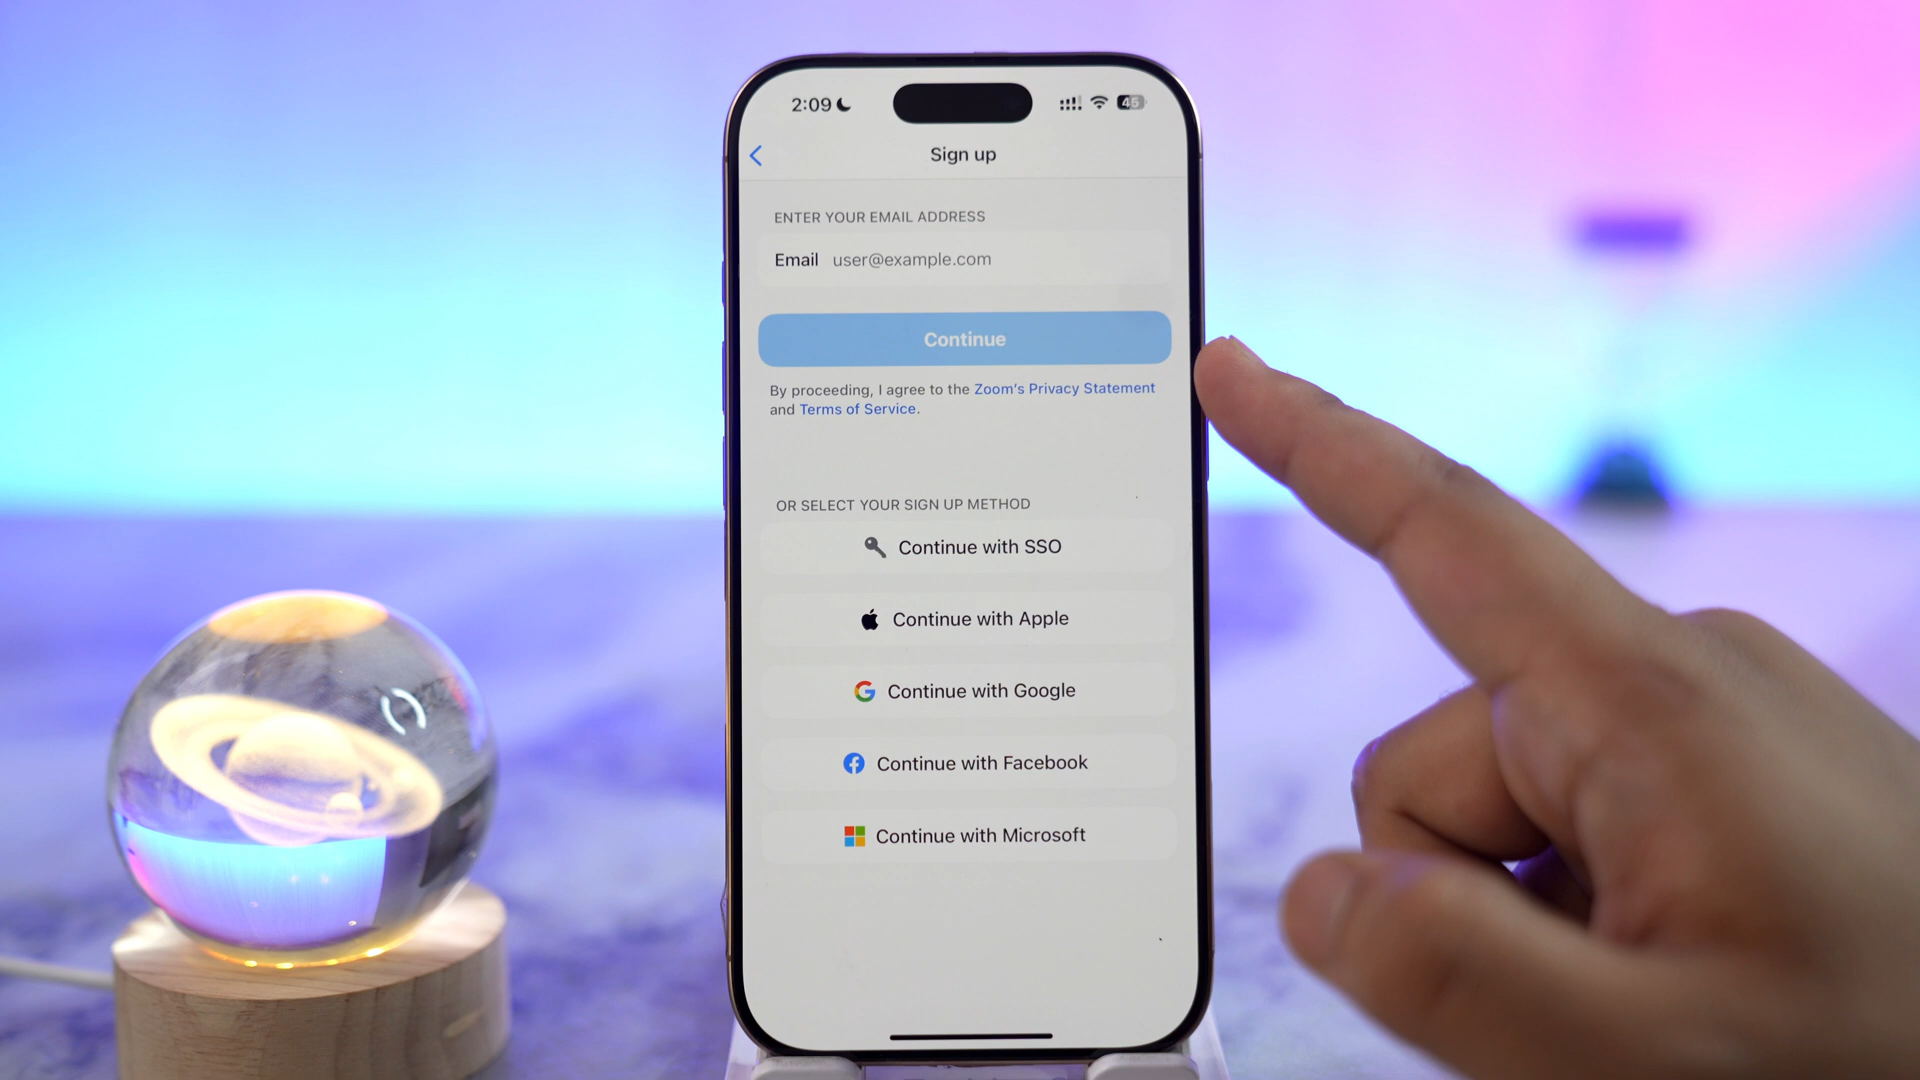 2:09
45
Sign up
ENTER YOUR EMAIL ADDRESS
Email user@example.com
Continue
By proceeding, I agree to the Zoom's Privacy Statement
and Terms of Service.
OR SELECT YOUR SIGN UP METHOD
Continue with SSO
Continue with Apple
Continue with Google
Continue with Facebook
Continue with Microsoft